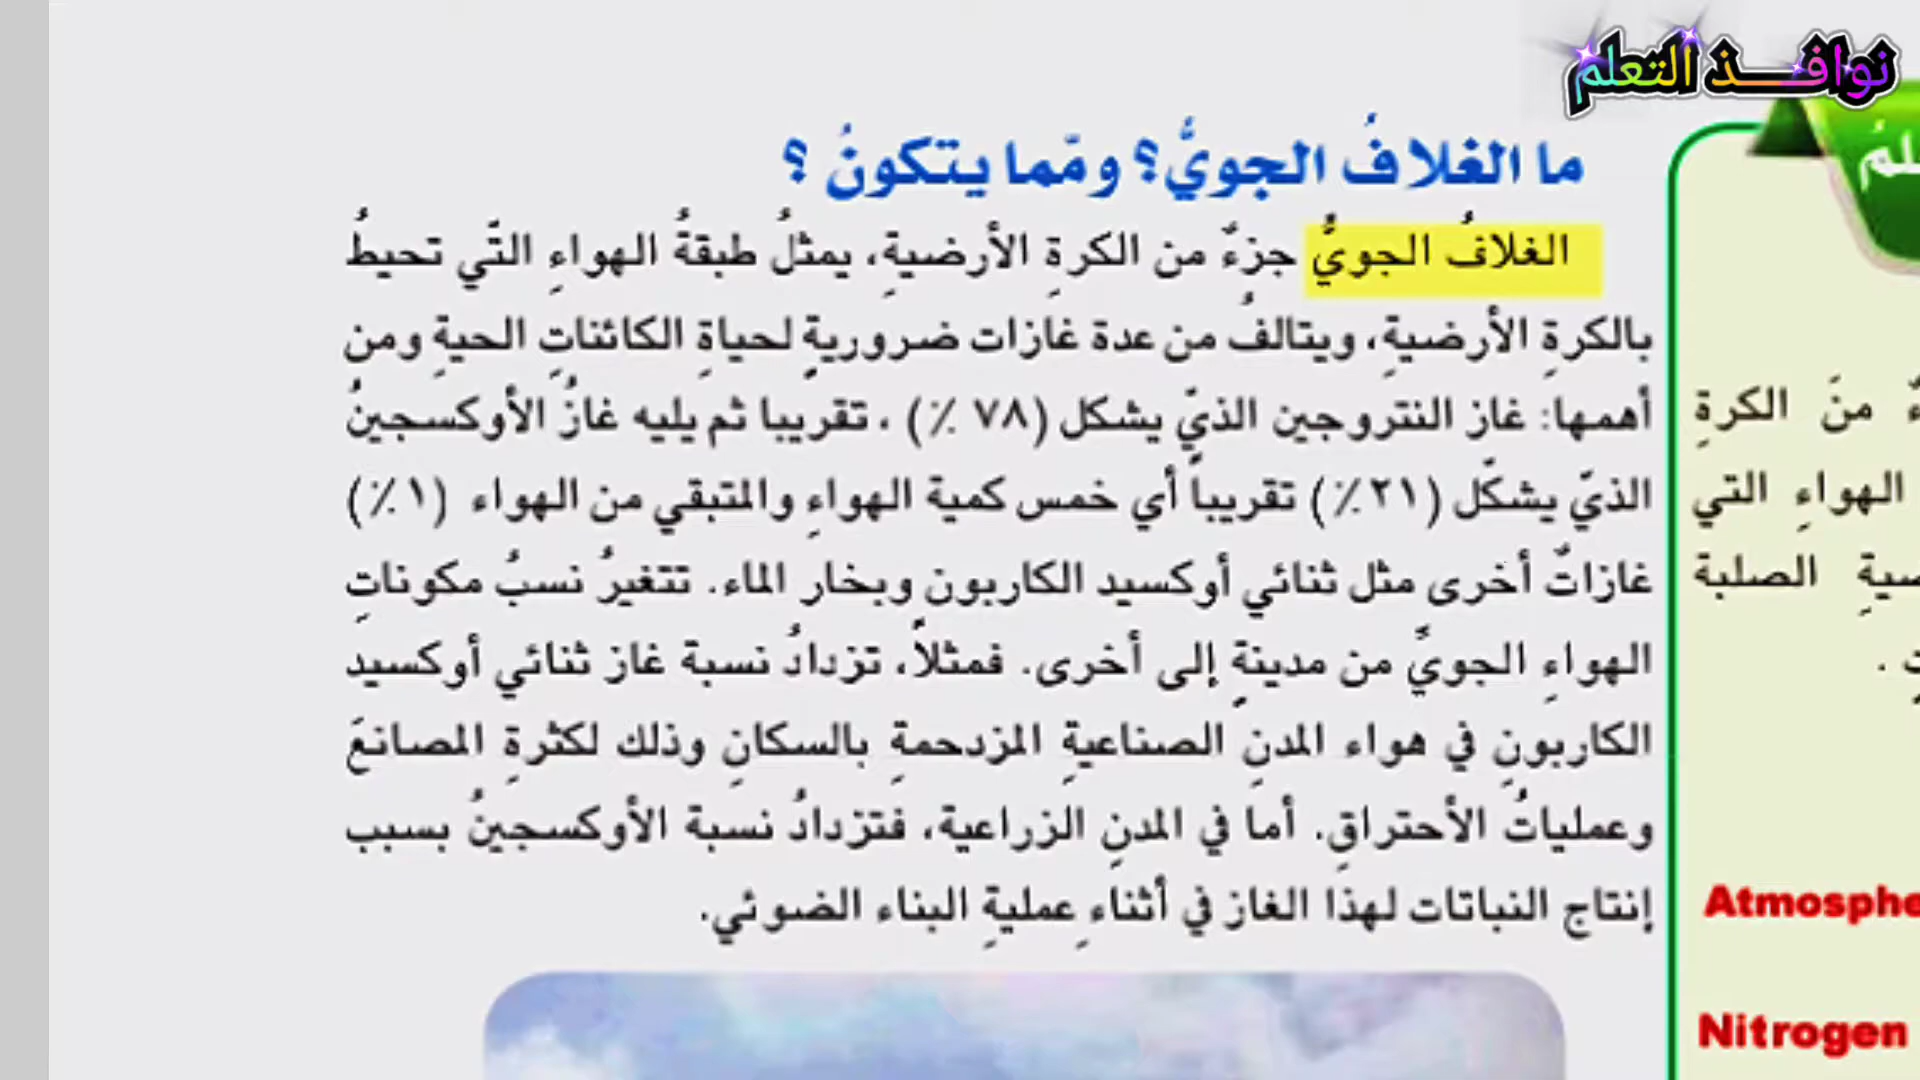 نوافذ التعلم
ما الغلافُ الجويُّ؟ وممّا يتكونُ ؟
الغلافُ الجويُّ جزءٌ من الكرةِ الأرضيةِ، يمثلُ طبقةُ الهواءِ التّي تحيطُ
بالكرةِ الأرضيةِ، ويتالفُ من عدة غازات ضروريةٍ لحياةِ الكائناتِ الحيةِ ومن
أهمها: غاز النتروجين الذيّ يشكل (٧٨ ٪) ، تقريبا ثم يليه غازُ الأوكسجينُ
الذيّ يشكّل (٢١٪) تقريباً أي خمس كمية الهواءِ والمتبقي من الهواء (١٪)
غازاتٌ أخرى مثل ثنائي أوكسيد الكاربون وبخار الماء. تتغيرُ نسبُ مكوناتِ
الهواءِ الجويِّ من مدينةٍ إلى أخرى. فمثلاً، تزدادُ نسبة غاز ثنائي أوكسيد
الكاربونِ في هواء المدنِ الصناعيةِ المزدحمةِ بالسكانِ وذلك لكثرةِ المصانعَ
وعملياتُ الأحتراقِ. أما في المدنِ الزراعية، فتزدادُ نسبة الأوكسجينُ بسبب
إنتاج النباتات لهذا الغاز في أثناءِ عمليةِ البناء الضوئي.
منَ الكرةِ
الهواءِ التي
الصلبة
Atmosphe
Nitrogen